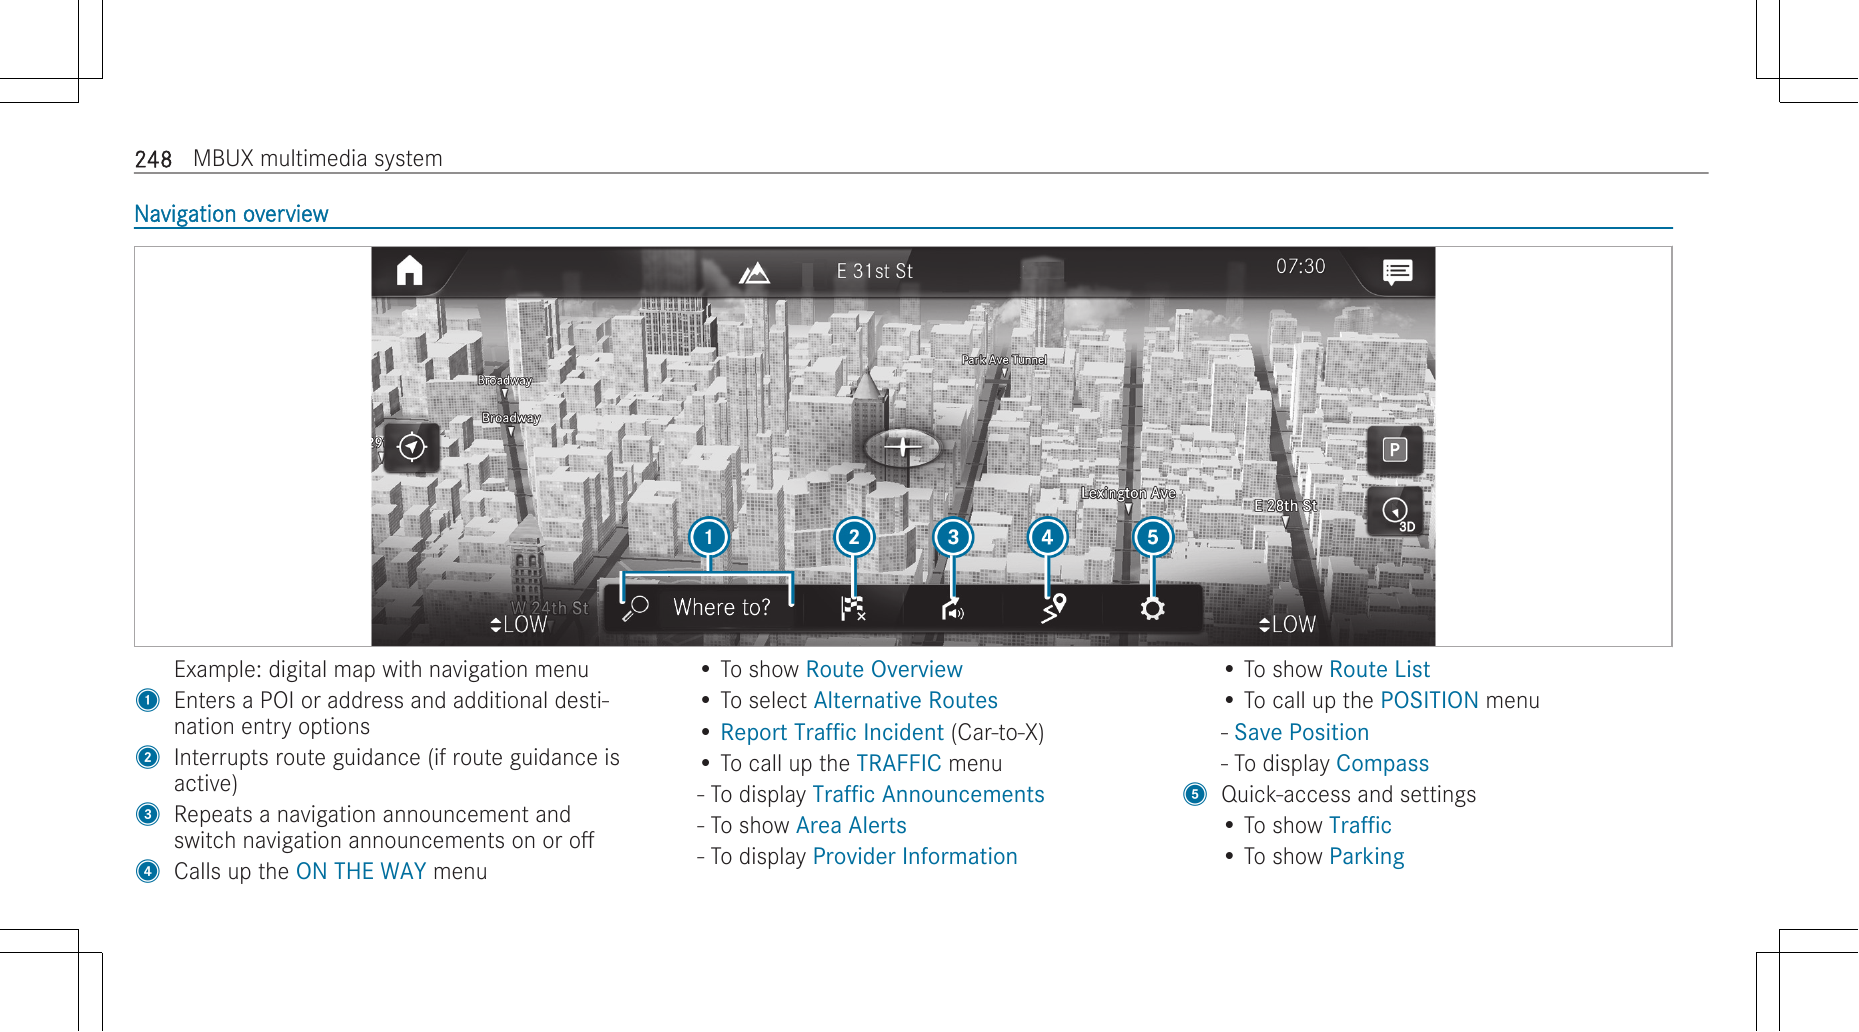 248 MBUX multimedia system
Navigation overview
E 31st St
07:30
Park Ave Tunnel
Broadway
Broadway
29
P
Lexington Ave
E 28th St
3D
1 2 3 4 5
W 24th St
Where to?
LOW
LOW
Example: digital map with navigation menu
1 Enters a POI or address and additional desti-
nation entry options
2 Interrupts route guidance (if route guidance is
active)
3 Repeats a navigation announcement and
switch navigation announcements on or off
4 Calls up the ON THE WAY menu
• To show Route Overview
• To select Alternative Routes
• Report Traffic Incident (Car-to-X)
• To call up the TRAFFIC menu
- To display Traffic Announcements
- To show Area Alerts
- To display Provider Information
• To show Route List
• To call up the POSITION menu
- Save Position
- To display Compass
5 Quick-access and settings
• To show Traffic
• To show Parking